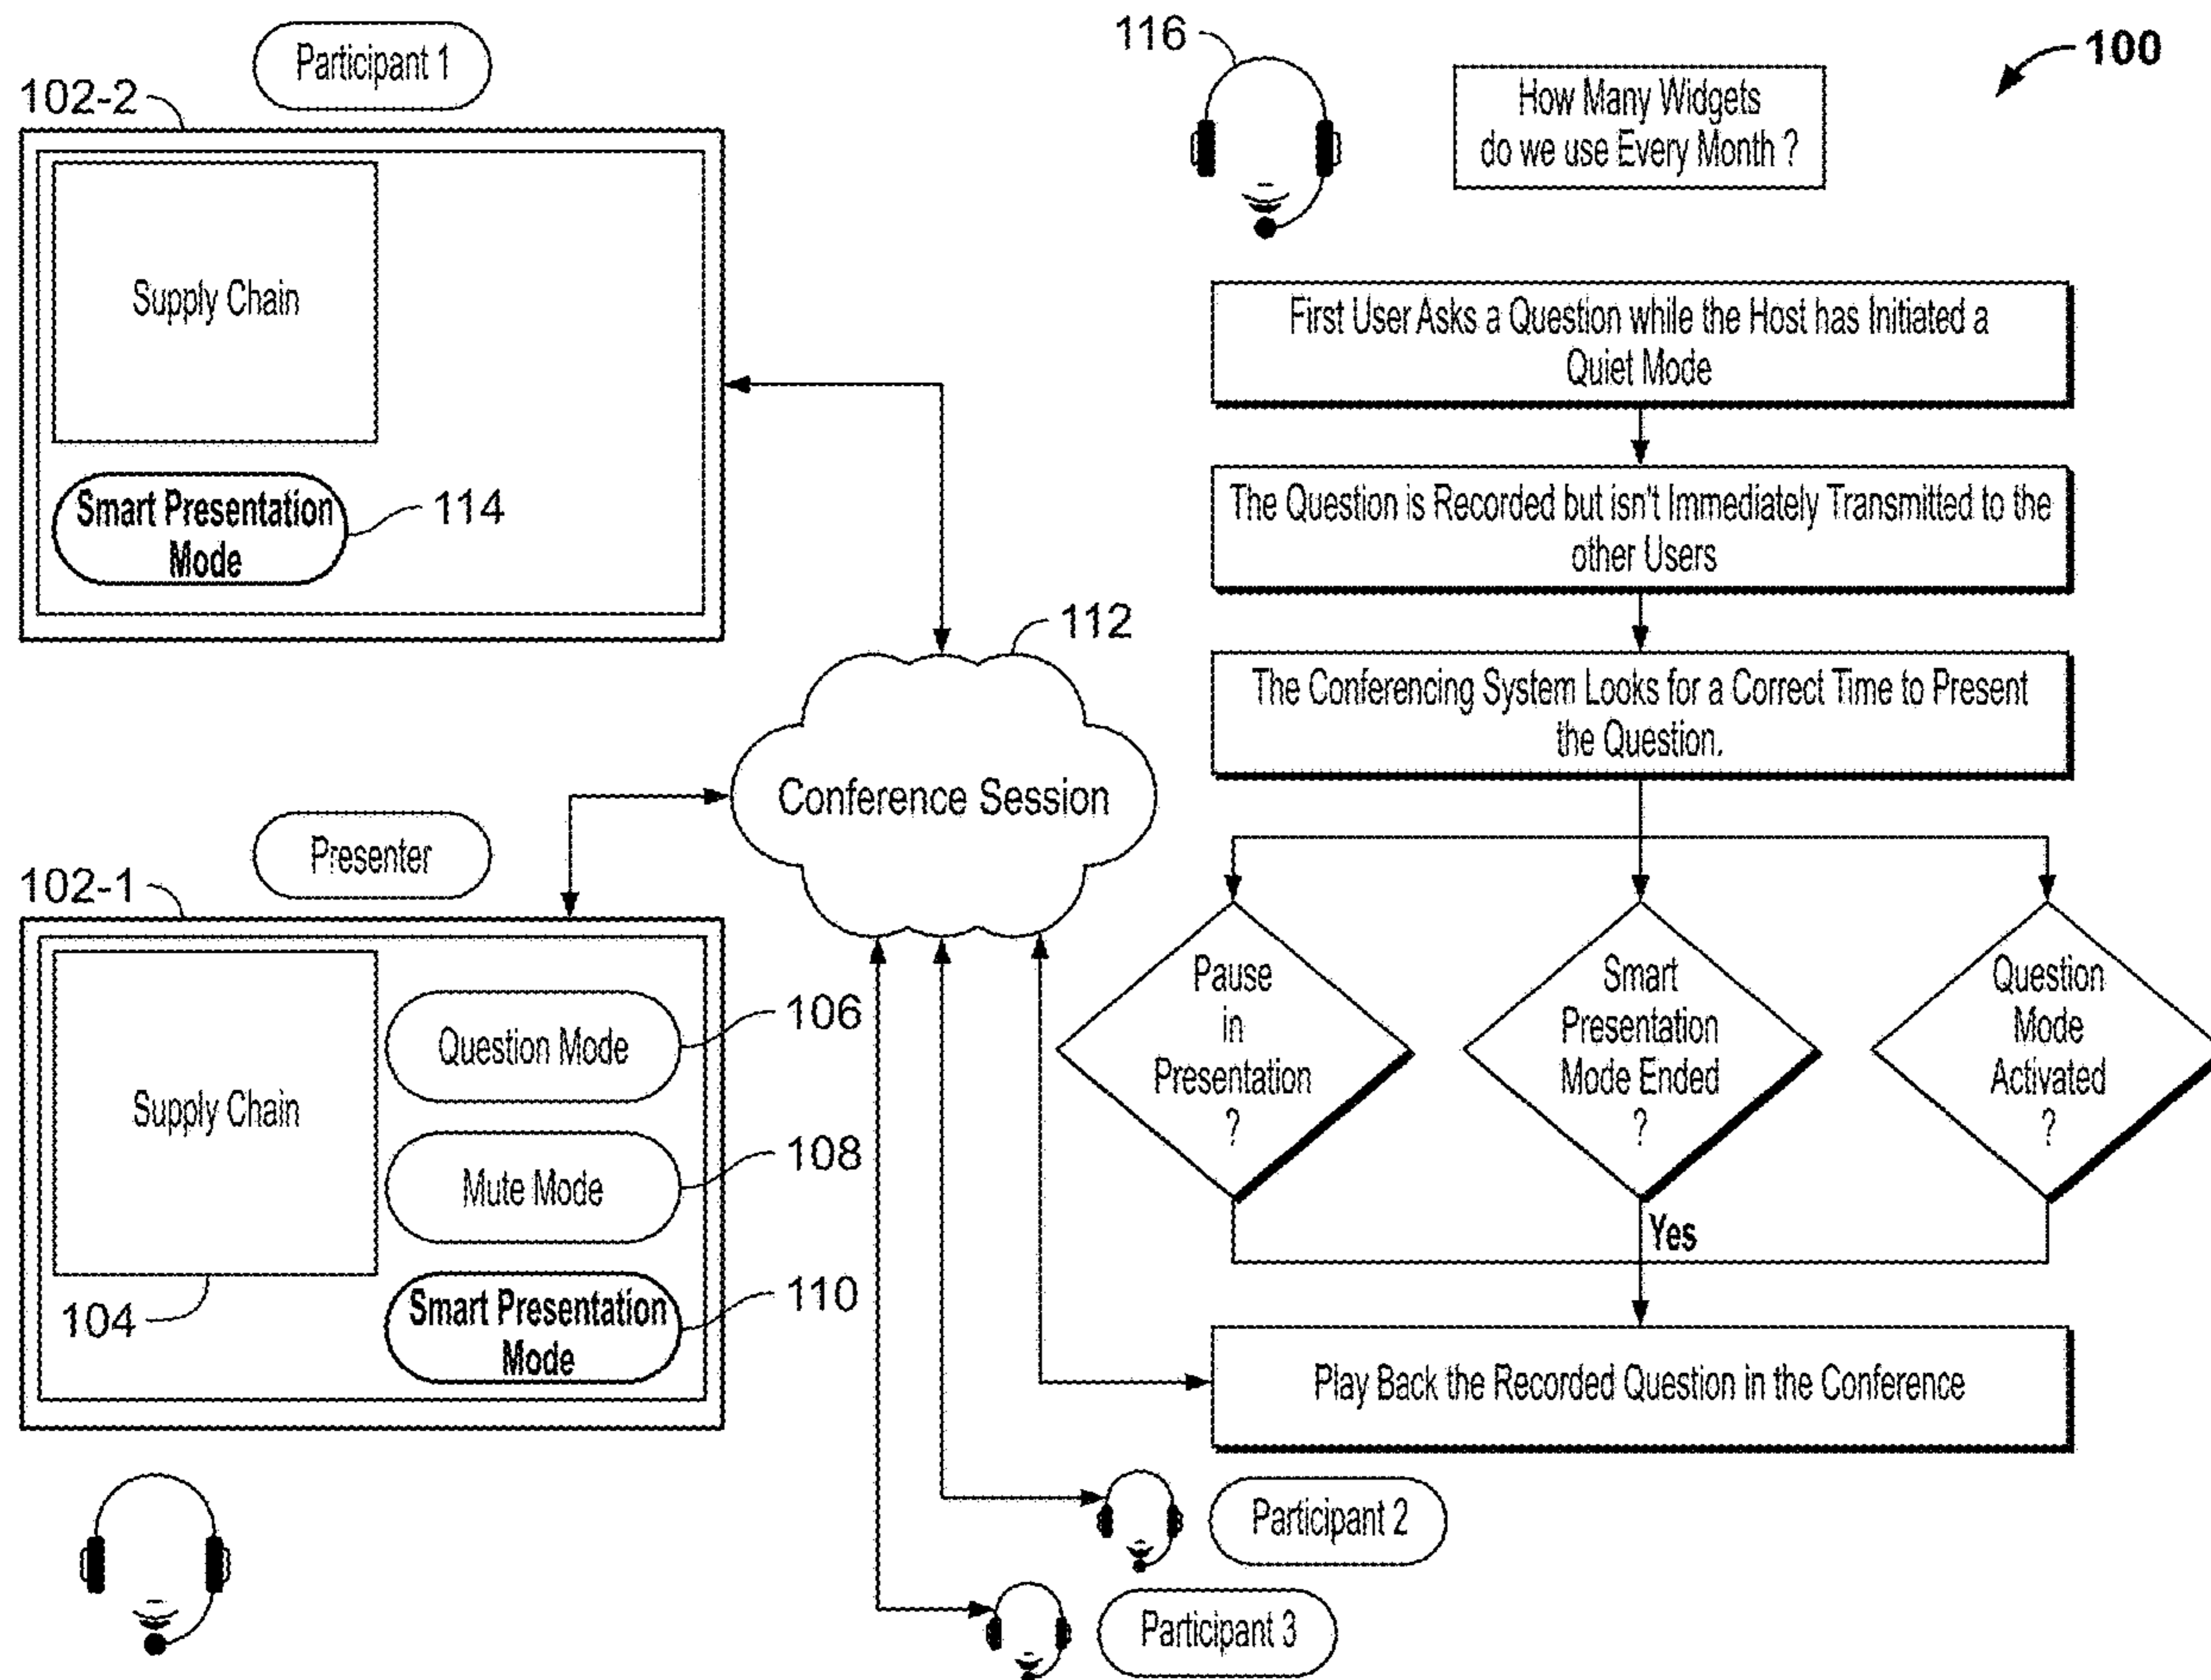 Participant 1
102-2
Supply Chain
Smart Presentation
Mode
114
116
How Many Widgets
do we use Every Month ?
100
First User Asks a Question while the Host has Initiated a
Quiet Mode
The Question is Recorded but isn't Immediately Transmitted to the
other Users
The Conferencing System Looks for a Correct Time to Present
the Question.
112
Conference Session
Presenter
102-1
Supply Chain
104
Question Mode
106
Mute Mode
108
Smart Presentation
Mode
110
Pause
in
Presentation
?
Smart
Presentation
Mode Ended
?
Question
Mode
Activated
?
Yes
Play Back the Recorded Question in the Conference
Participant 2
Participant 3